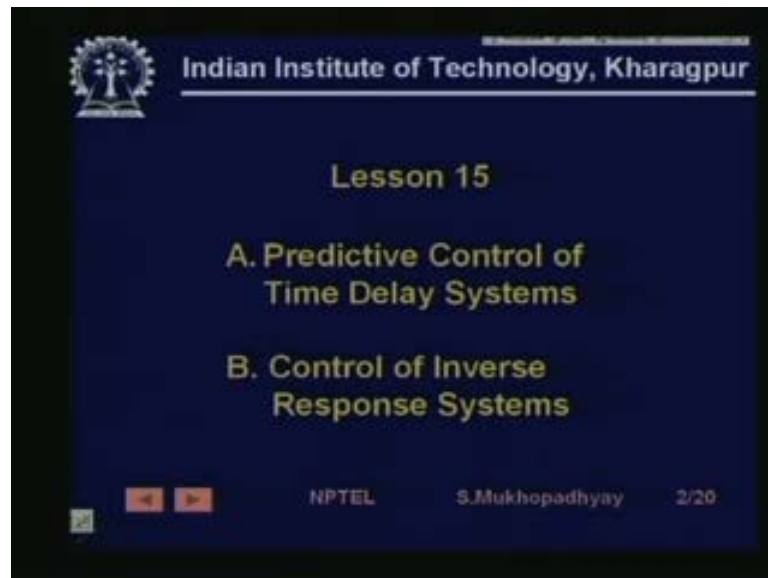 Indian Institute of Technology, Kharagpur
Lesson 15
A. Predictive Control of
Time Delay Systems
B. Control of Inverse
Response Systems
NPTEL S.Mukhopadhyay 2/20